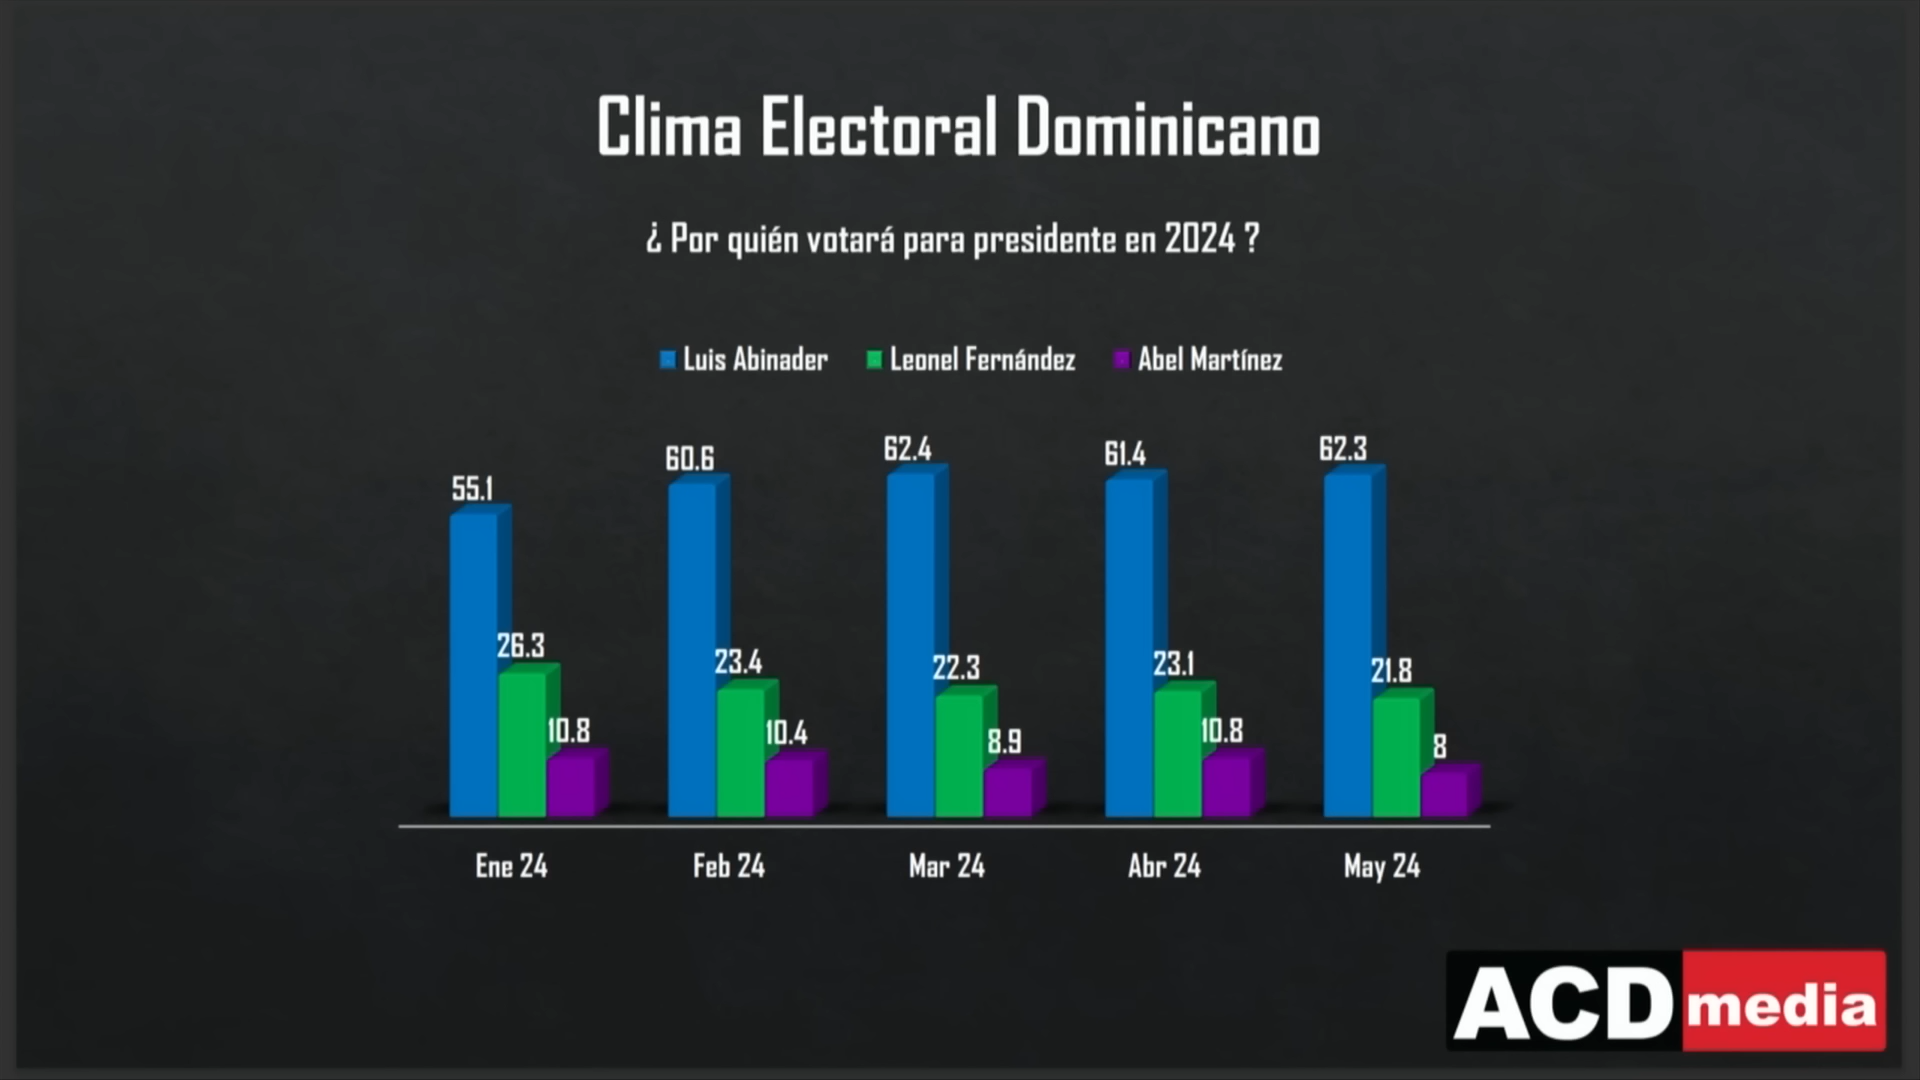 Clima Electoral Dominicano
¿ Por quién votará para presidente en 2024 ?
Luis Abinader Leonel Fernández Abel Martínez
55.1 60.6 62.4 61.4 62.3
26.3 23.4 22.3 23.1 21.8
10.8 10.4 8.9 10.8 8
Ene 24 Feb 24 Mar 24 Abr 24 May 24
ACD media